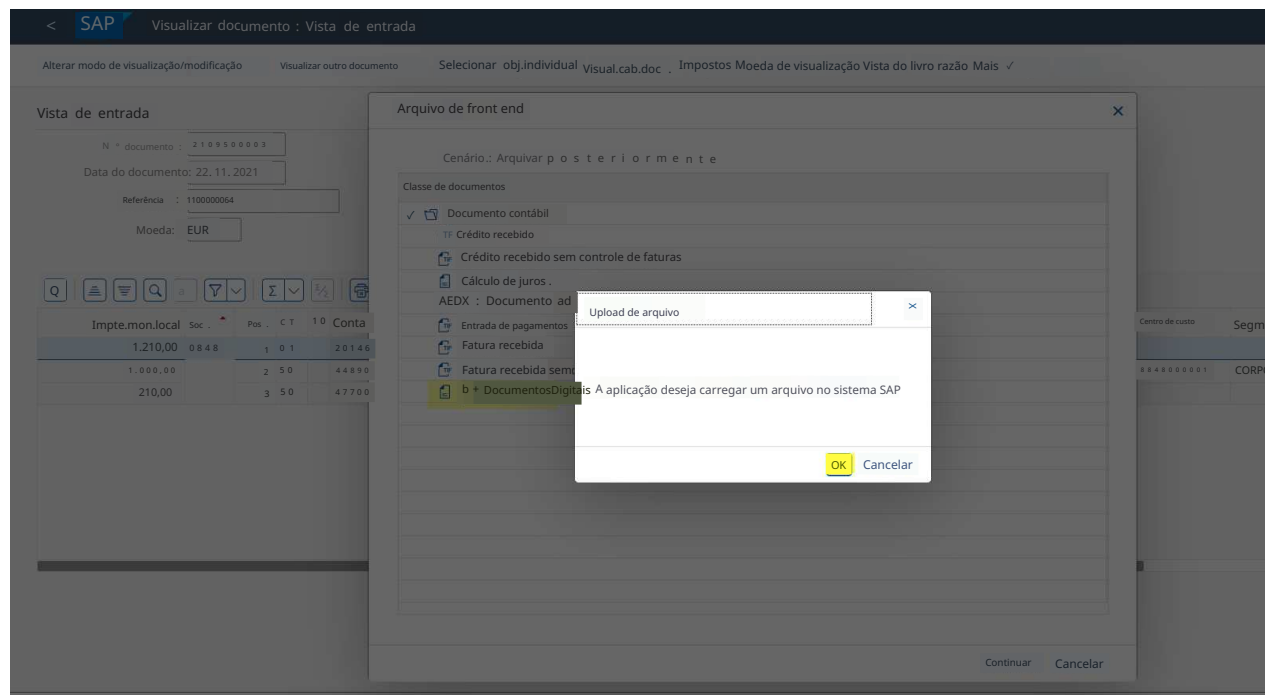 < SAP Visualizar documento : Vista de entrada
Alterar modo de visualização/modificação Visualizar outro documento Selecionar obj.individual Visual.cab.doc . Impostos Moeda de visualização Vista do livro razão Mais ✓
Vista de entrada
N º documento : 2109500003
Data do documento: 22.11.2021
Referência : 1100000064
Moeda: EUR
Impte.mon.local Soc . Pos . C T 10 Conta
1.210,00 0848 1 01 20146
1.000,00 2 50 44890
210,00 3 50 47700
Arquivo de front end
Cenário.: Arquivar posteriormente
Classe de documentos
✓ Documento contábil
TF Crédito recebido
Crédito recebido sem controle de faturas
Cálculo de juros .
AEDX : Documento ad
Entrada de pagamentos
Fatura recebida
Fatura recebida sem
b + DocumentosDigitais
Upload de arquivo
A aplicação deseja carregar um arquivo no sistema SAP
OK Cancelar
Centro de custo Segm
8848000001 CORP
Continuar Cancelar